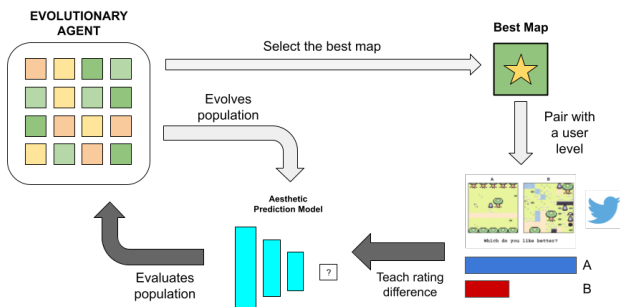 EVOLUTIONARY
AGENT
Select the best map
Best Map
Evolves
population
Pair with
a user
level
Aesthetic
Prediction Model
A
B
Which do you like better?
?
Evaluates
population
Teach rating
difference
A
B